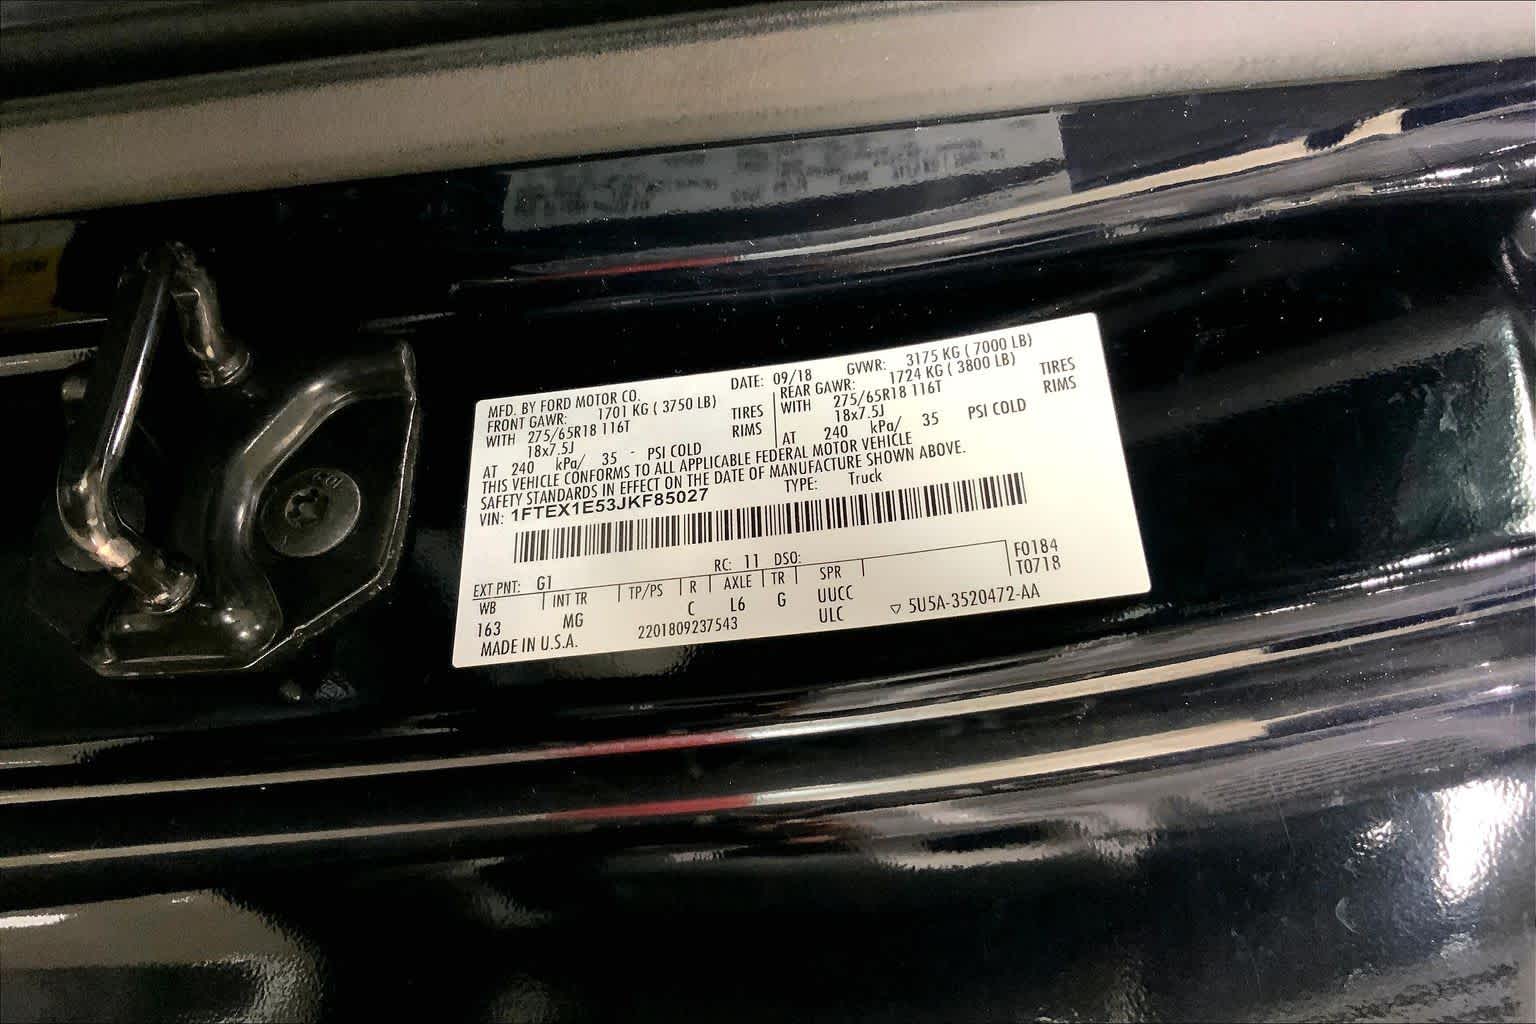 MFD. BY FORD MOTOR CO. DATE: 09/18 GVWR: 3175 KG ( 7000 LB)
FRONT GAWR: 1701 KG ( 3750 LB) REAR GAWR: 1724 KG ( 3800 LB)
WITH 275/65R18 116T TIRES WITH 275/65R18 116T TIRES
18x7.5J RIMS 18x7.5J RIMS
AT 240 kPa/ 35 - PSI COLD AT 240 kPa/ 35 PSI COLD
THIS VEHICLE CONFORMS TO ALL APPLICABLE FEDERAL MOTOR VEHICLE
SAFETY STANDARDS IN EFFECT ON THE DATE OF MANUFACTURE SHOWN ABOVE.
VIN: 1FTEX1E53JKF85027 TYPE: Truck
EXT PNT: G1 RC: 11 DSO: F0184
WB INT TR TP/PS R AXLE TR SPR T0718
163 MG C L6 G UUCC
ULC
MADE IN U.S.A. 2201809237543 ▽ 5U5A-3520472-AA